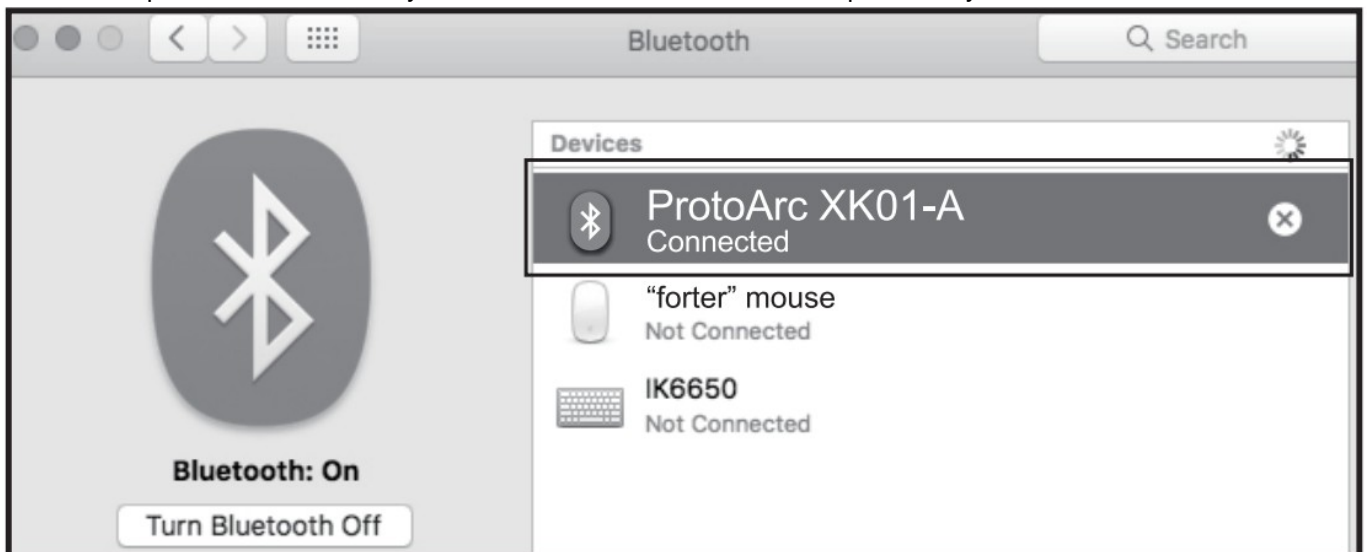 Bluetooth
Search
Devices
ProtoArc XK01-A
Connected
“forter” mouse
Not Connected
IK6650
Not Connected
Bluetooth: On
Turn Bluetooth Off